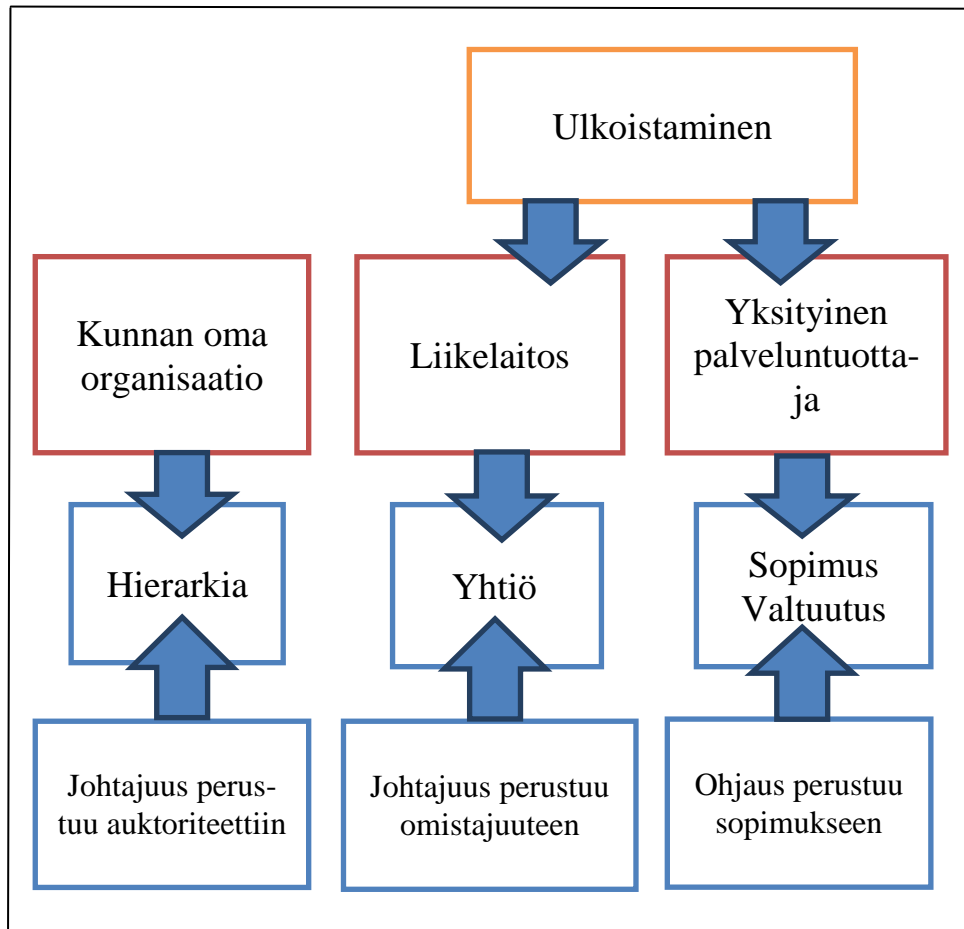 Ulkoistaminen
Kunnan oma
organisaatio
Liikelaitos
Yksityinen
palveluntuotta-
ja
Hierarkia
Yhtiö
Sopimus
Valtuutus
Johtajuus perus-
tuu auktoriteettiin
Johtajuus perustuu
omistajuuteen
Ohjaus perustuu
sopimukseen